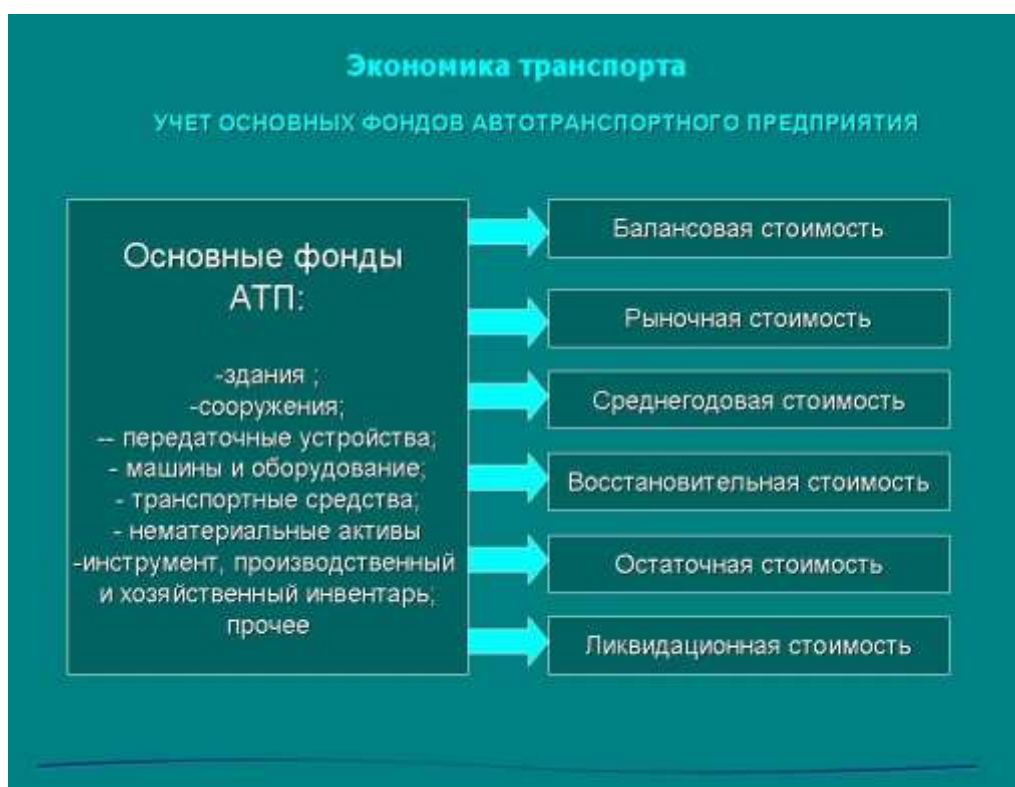 Экономика транспорта
УЧЕТ ОСНОВНЫХ ФОНДОВ АВТОТРАНСПОРТНОГО ПРЕДПРИЯТИЯ
Основные фонды
АТП:
-здания ;
-сооружения;
-- передаточные устройства;
- машины и оборудование;
- транспортные средства;
- нематериальные активы
-инструмент, производственный
и хозяйственный инвентарь;
прочее
Балансовая стоимость
Рыночная стоимость
Среднегодовая стоимость
Восстановительная стоимость
Остаточная стоимость
Ликвидационная стоимость